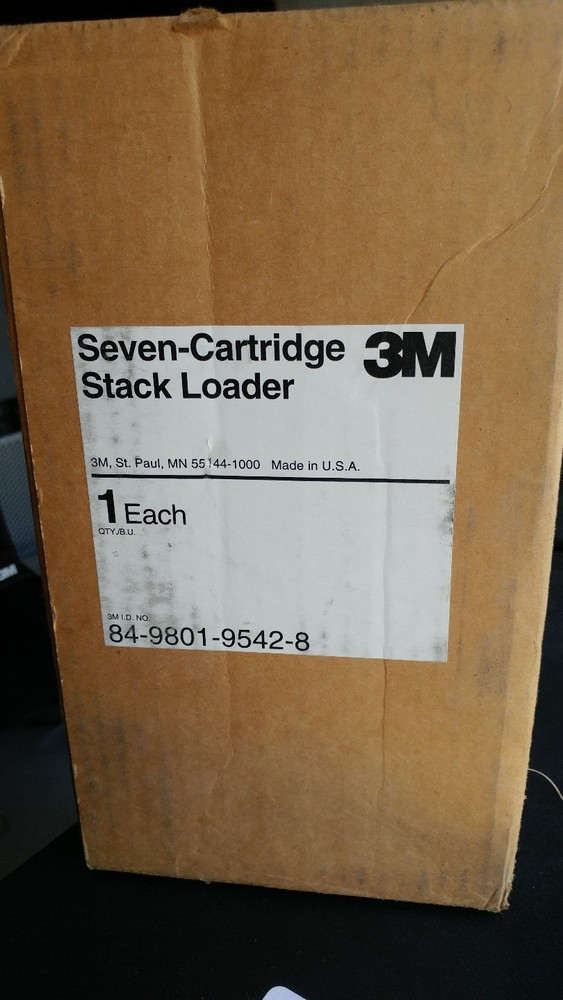 Seven-Cartridge 3M
Stack Loader
3M, St. Paul, MN 55144-1000 Made in U.S.A.
1 Each
QTY./B.U.
3M I.D. NO.
84-9801-9542-8